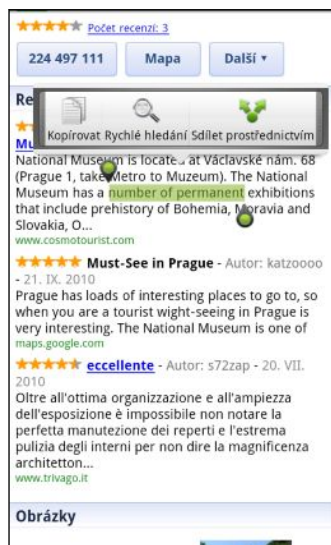 Počet recenzí: 3
224 497 111 Mapa Další ▾
Re
Kopírovat Rychlé hledání Sdílet prostřednictvím
Mu
National Museum is located at Václavské nám. 68
(Prague 1, take Metro to Muzeum). The National
Museum has a number of permanent exhibitions
that include prehistory of Bohemia, Moravia and
Slovakia, O...
www.cosmotourist.com
Must-See in Prague - Autor: katzoooo
- 21. IX. 2010
Prague has loads of interesting places to go to, so
when you are a tourist wight-seeing in Prague is
very interesting. The National Museum is one of
maps.google.com
eccellente - Autor: s72zap - 20. VII.
2010
Oltre all'ottima organizzazione e all'ampiezza
dell'esposizione è impossibile non notare la
perfetta manutezione dei reperti e l'estrema
pulizia degli interni per non dire la magnificenza
architetton...
www.trivago.it
Obrázky